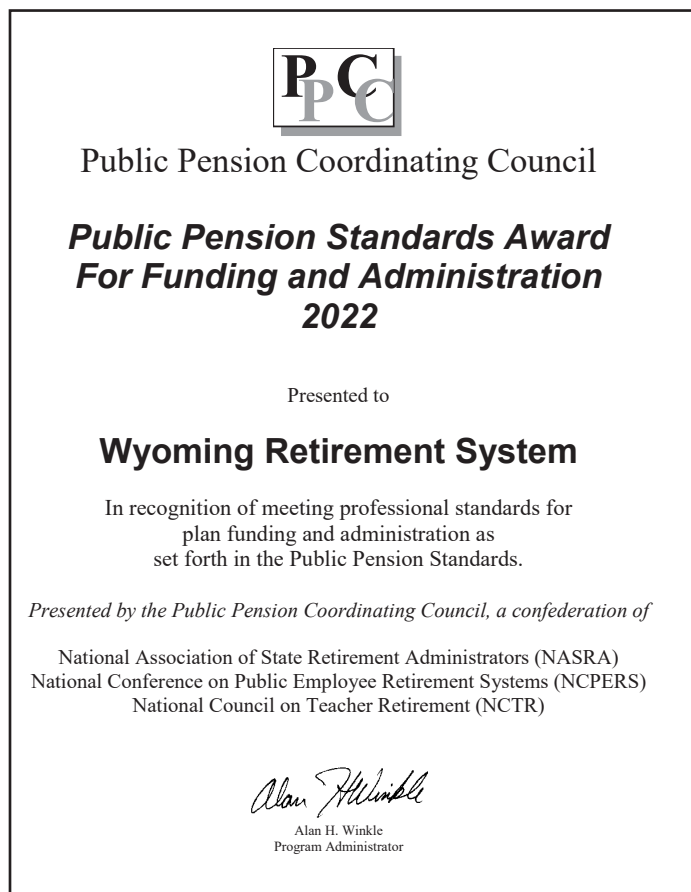 PPCC
Public Pension Coordinating Council
Public Pension Standards Award
For Funding and Administration
2022
Presented to
Wyoming Retirement System
In recognition of meeting professional standards for
plan funding and administration as
set forth in the Public Pension Standards.
Presented by the Public Pension Coordinating Council, a confederation of
National Association of State Retirement Administrators (NASRA)
National Conference on Public Employee Retirement Systems (NCPERS)
National Council on Teacher Retirement (NCTR)
Alan H Winkle
Alan H. Winkle
Program Administrator